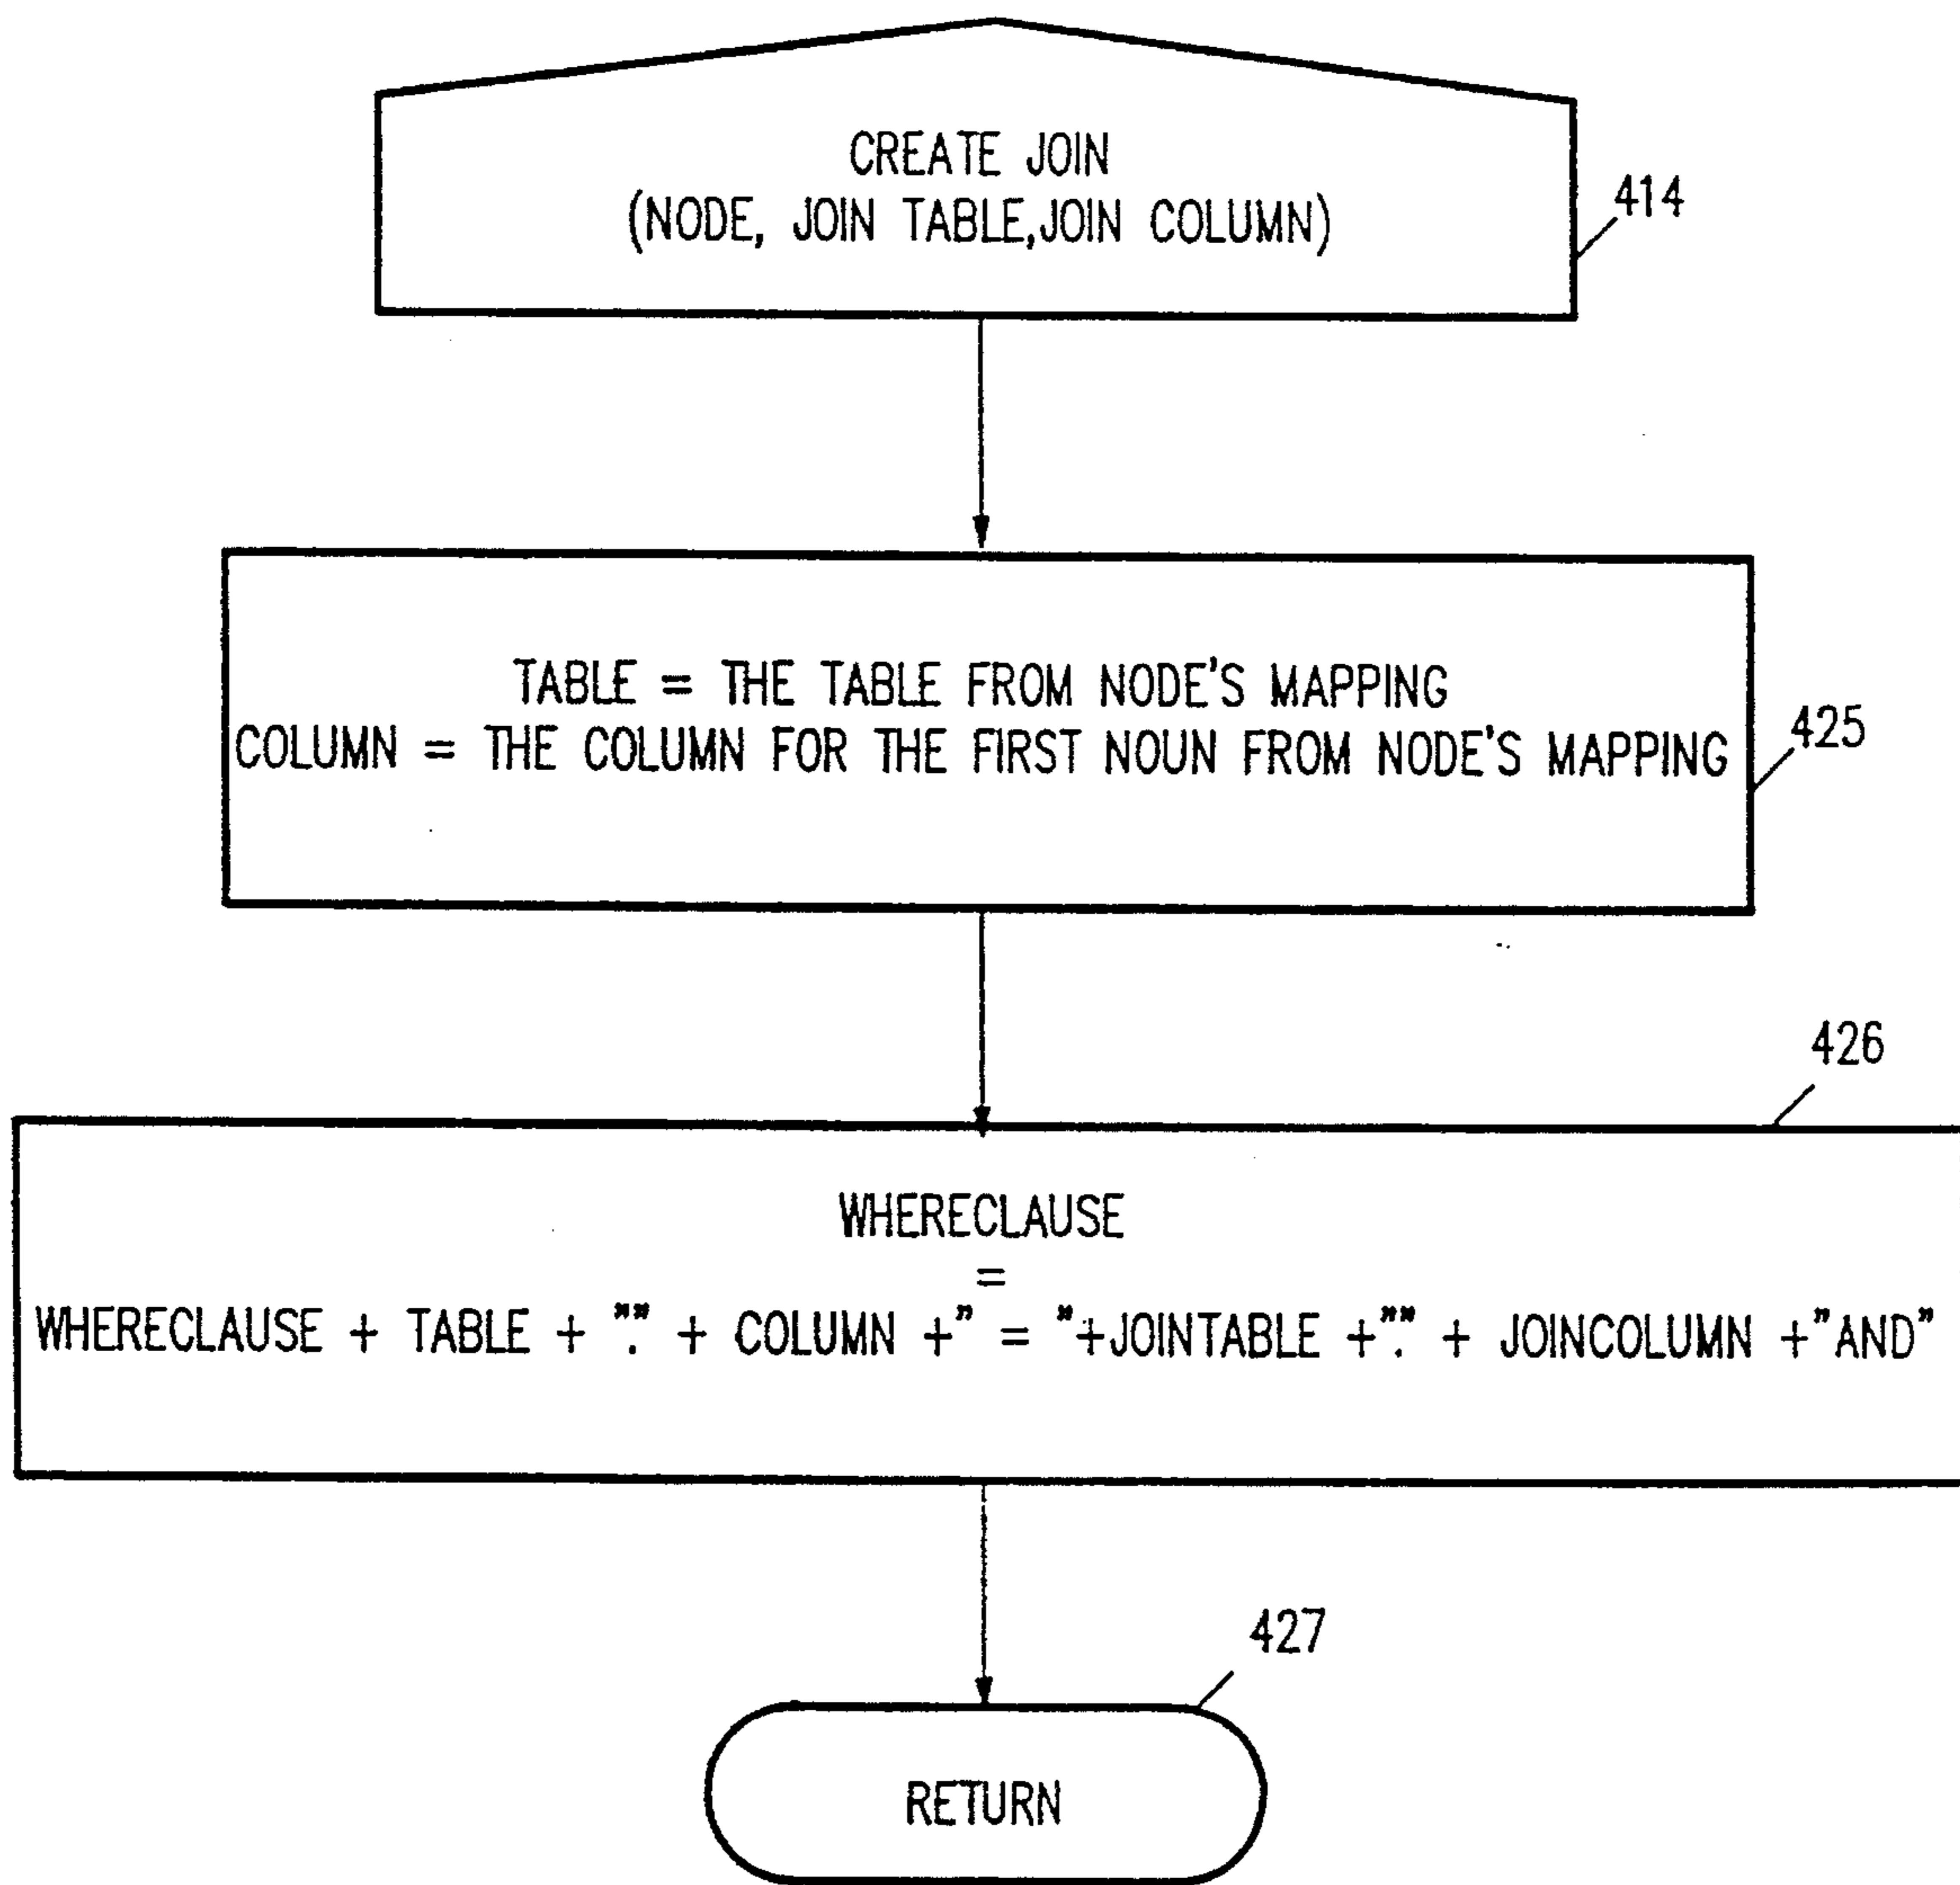 CREATE JOIN
(NODE, JOIN TABLE,JOIN COLUMN)
414
TABLE = THE TABLE FROM NODE'S MAPPING
COLUMN = THE COLUMN FOR THE FIRST NOUN FROM NODE'S MAPPING
425
426
WHERECLAUSE
=
WHERECLAUSE + TABLE + "." + COLUMN +" = "+JOINTABLE +"." + JOINCOLUMN +"AND"
427
RETURN